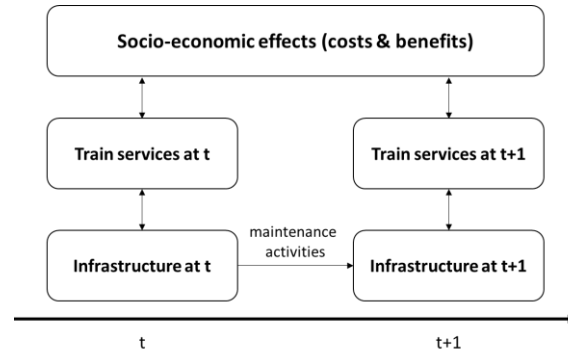 Socio-economic effects (costs & benefits)
Train services at t
Train services at t+1
maintenance
activities
Infrastructure at t
Infrastructure at t+1
t
t+1